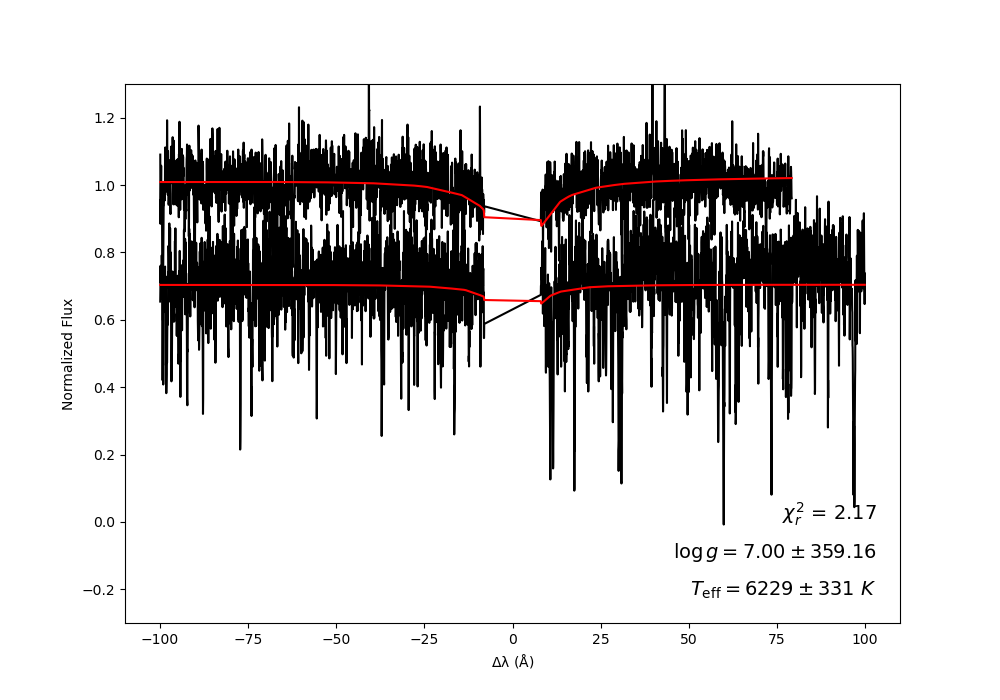 1.2
1.0
0.8
0.6
0.4
0.2
0.0
−0.2
Normalized Flux
χ²ᵣ = 2.17
log g = 7.00 ± 359.16
T_eff = 6229 ± 331 K
−100 −75 −50 −25 0 25 50 75 100
Δλ (Å)